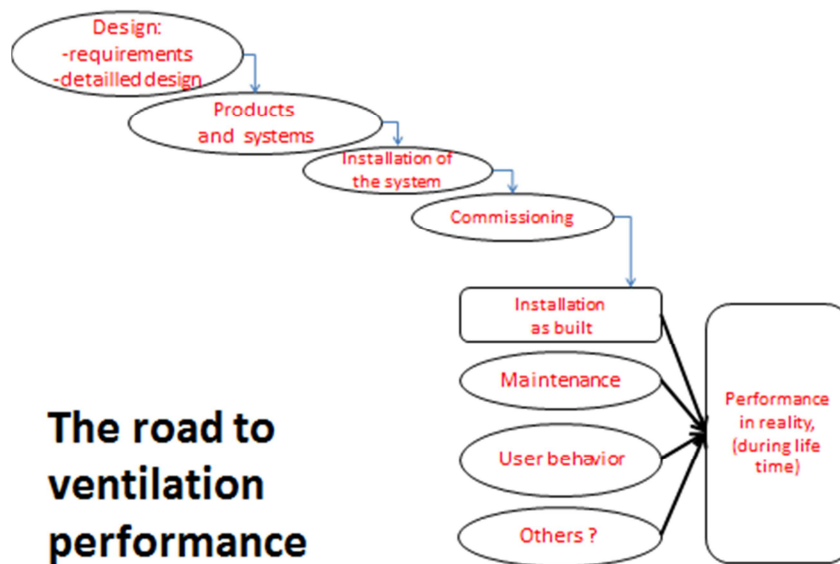 Design:
-requirements
-detailled design
Products
and systems
Installation of
the system
Commissioning
Installation
as built
Maintenance
User behavior
Others ?
Performance
in reality,
(during life
time)
The road to
ventilation
performance